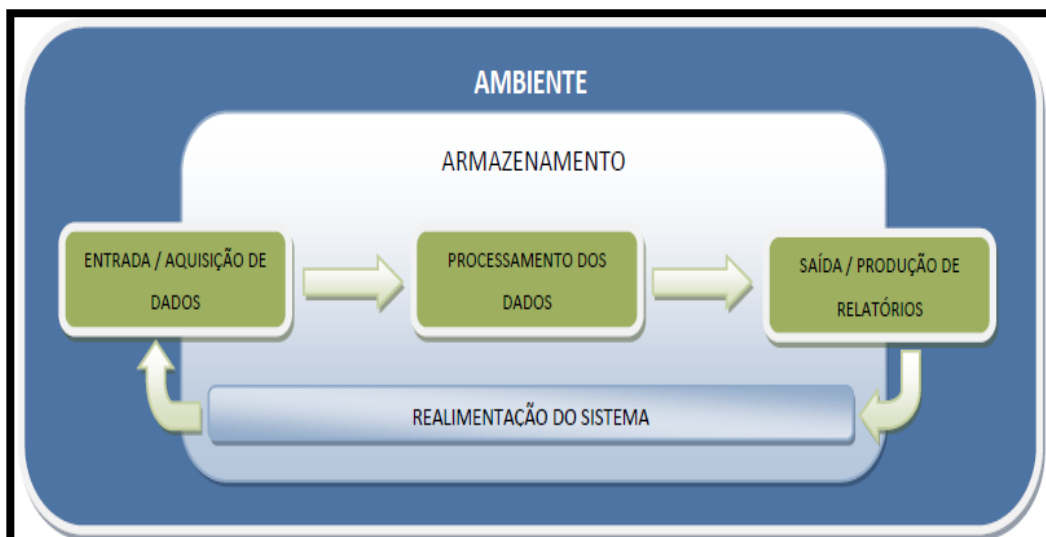 AMBIENTE
ARMAZENAMENTO
ENTRADA / AQUISIÇÃO DE
DADOS
PROCESSAMENTO DOS
DADOS
SAÍDA / PRODUÇÃO DE
RELATÓRIOS
REALIMENTAÇÃO DO SISTEMA